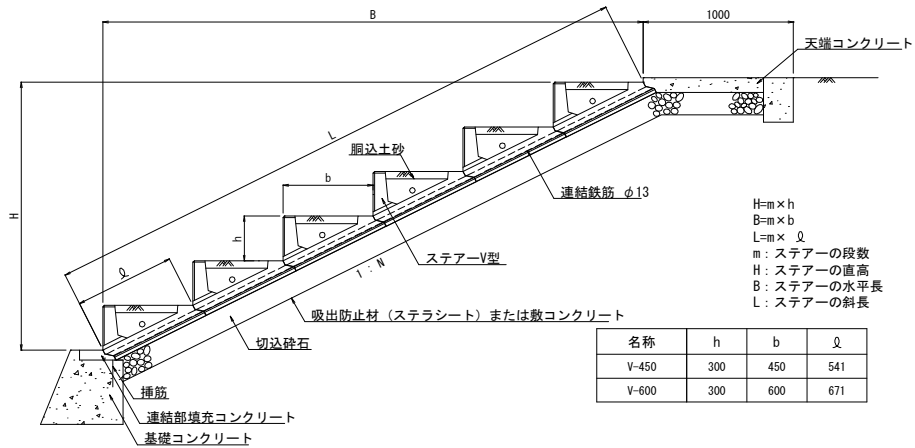 B
1000
天端コンクリート
L
胴込土砂
b
連結鉄筋 φ13
H
h
ステアーV型
ℓ
1:N
吸出防止材（ステラシート）または敷コンクリート
切込砕石
挿筋
連結部填充コンクリート
基礎コンクリート
H=m×h
B=m×b
L=m× ℓ
m：ステアーの段数
H：ステアーの直高
B：ステアーの水平長
L：ステアーの斜長
名称 h b ℓ
V-450 300 450 541
V-600 300 600 671